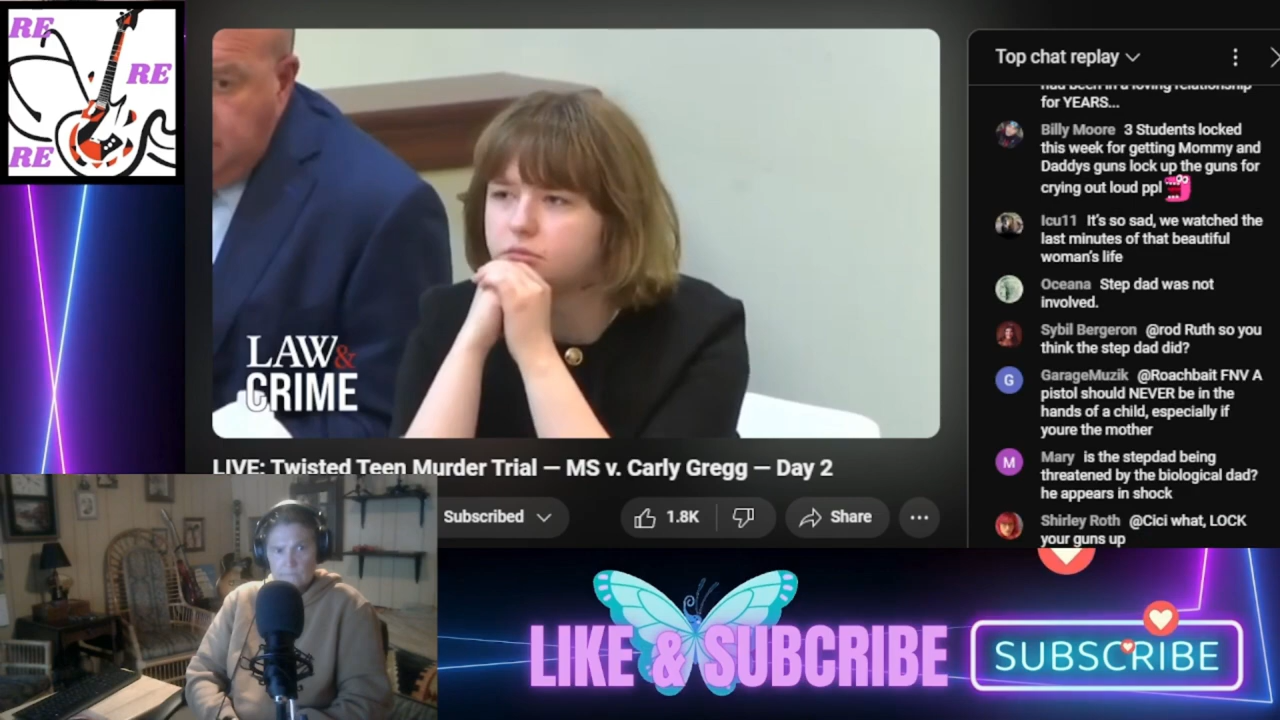 RE
RE
RE
LAW&
CRIME
LIVE: Twisted Teen Murder Trial — MS v. Carly Gregg — Day 2
Subscribed
1.8K
Share
Top chat replay
had been in a loving relationship
for YEARS...
Billy Moore 3 Students locked
this week for getting Mommy and
Daddys guns lock up the guns for
crying out loud ppl
Icu11 It's so sad, we watched the
last minutes of that beautiful
woman's life
Oceana Step dad was not
involved.
Sybil Bergeron @rod Ruth so you
think the step dad did?
G
GarageMuzik @Roachbait FNV A
pistol should NEVER be in the
hands of a child, especially if
youre the mother
M
Mary is the stepdad being
threatened by the biological dad?
he appears in shock
Shirley Roth @Cici what, LOCK
your guns up
LIKE & SUBCRIBE
SUBSCRIBE